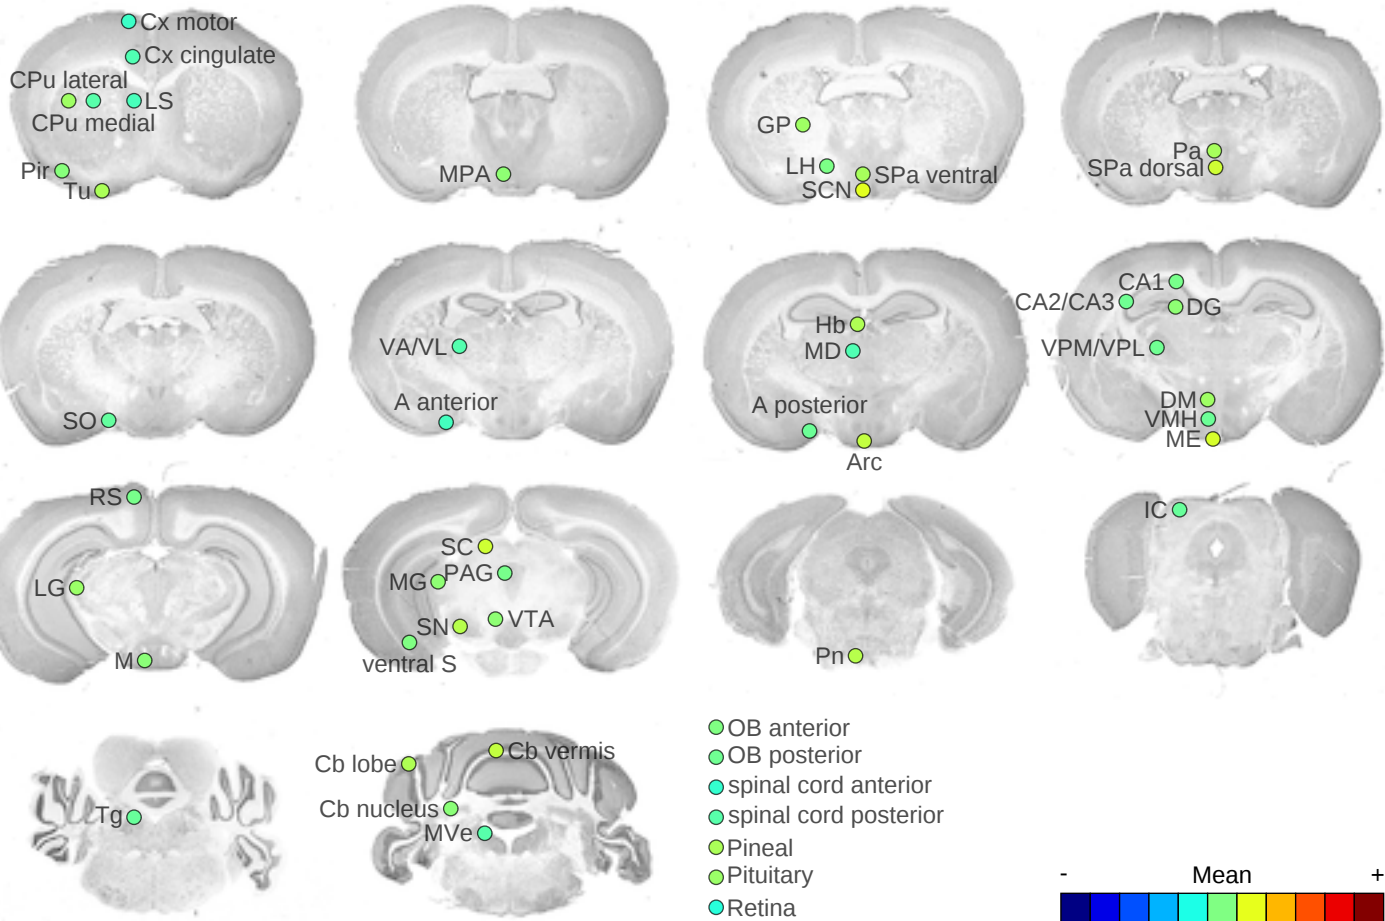 Cx motor
Cx cingulate
CPu lateral
LS
CPu medial
Pir
Tu
MPA
GP
LH
SPa ventral
SCN
Pa
SPa dorsal
SO
VA/VL
A anterior
Hb
MD
A posterior
Arc
CA1
CA2/CA3
DG
VPM/VPL
DM
VMH
ME
RS
LG
M
SC
PAG
MG
VTA
SN
ventral S
Pn
IC
Tg
Cb vermis
Cb lobe
Cb nucleus
MVe
OB anterior
OB posterior
spinal cord anterior
spinal cord posterior
Pineal
Pituitary
Retina
- Mean +